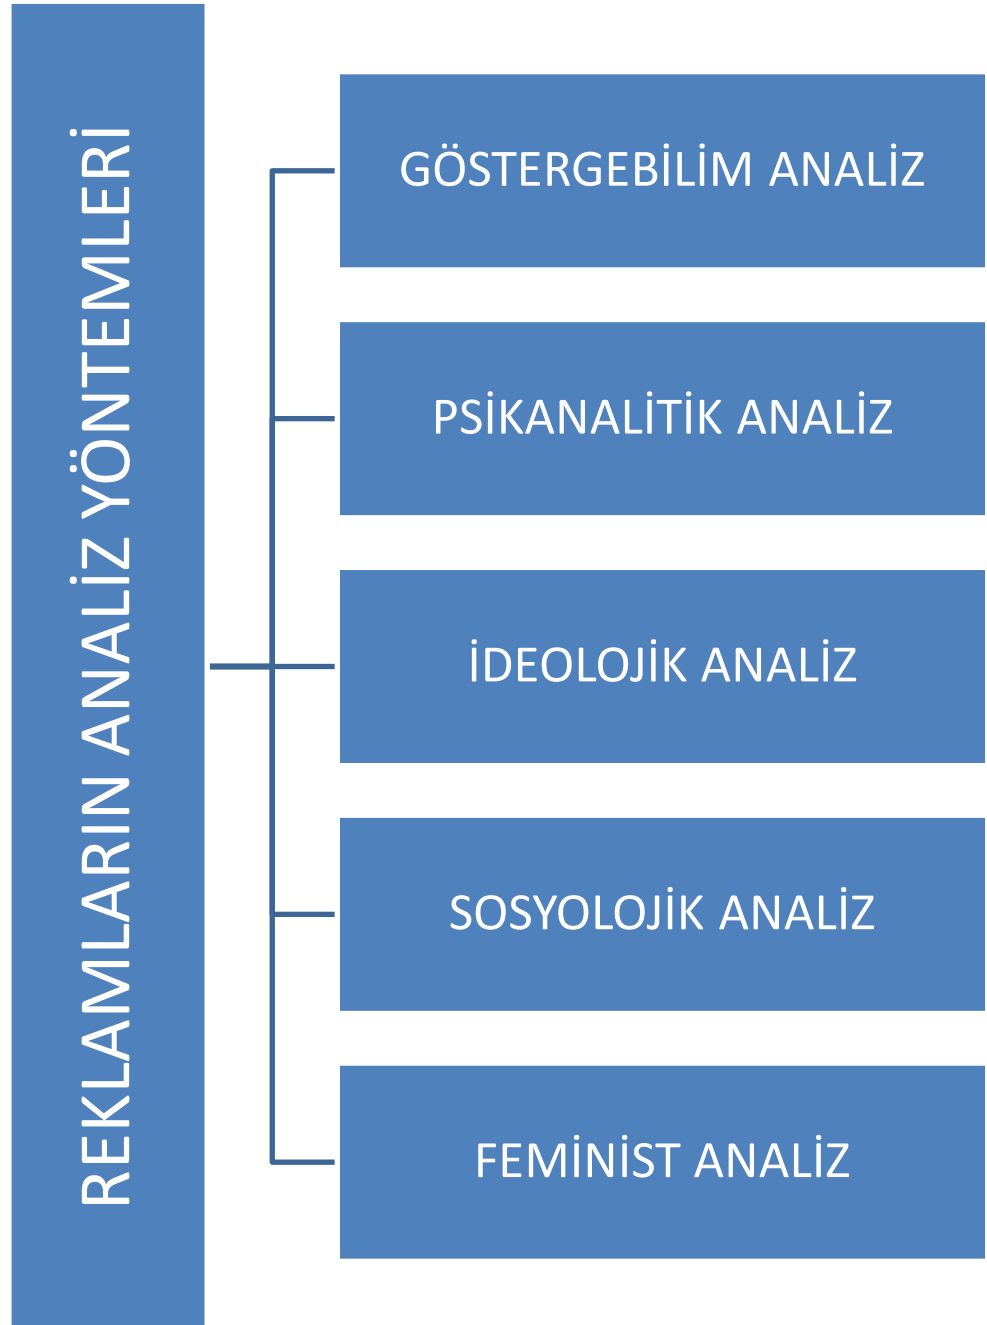 REKLAMLARIN ANALİZ YÖNTEMLERİ
GÖSTERGEBİLİM ANALİZ
PSİKANALİTİK ANALİZ
İDEOLOJİK ANALİZ
SOSYOLOJİK ANALİZ
FEMİNİST ANALİZ